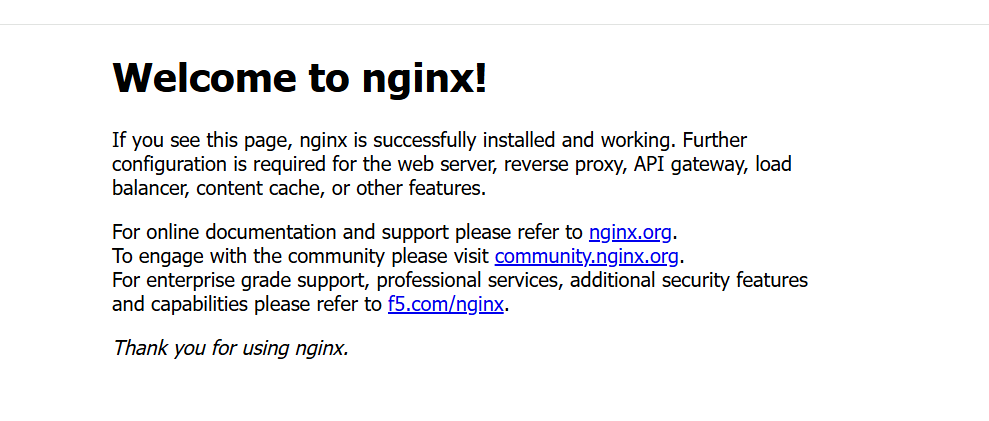 Welcome to nginx!
If you see this page, nginx is successfully installed and working. Further
configuration is required for the web server, reverse proxy, API gateway, load
balancer, content cache, or other features.
For online documentation and support please refer to nginx.org.
To engage with the community please visit community.nginx.org.
For enterprise grade support, professional services, additional security features
and capabilities please refer to f5.com/nginx.
Thank you for using nginx.